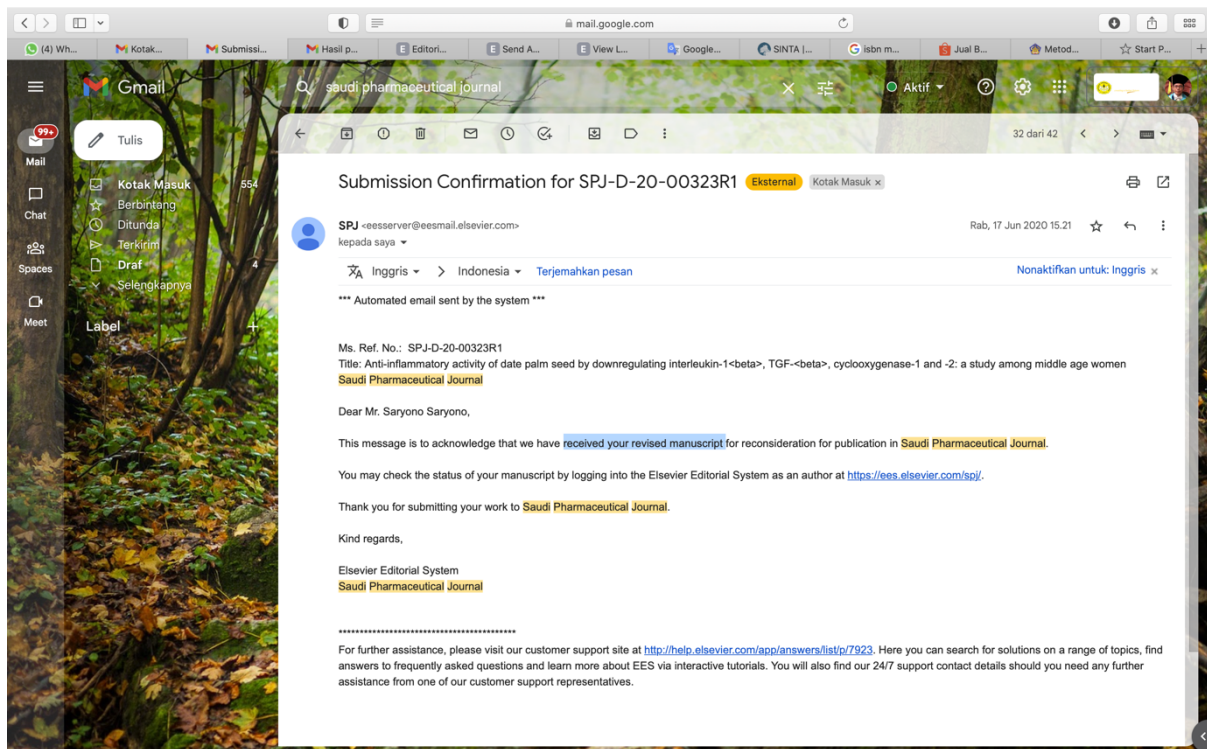 mail.google.com
(4) Wh...
Kotak...
Submissi...
Hasil p...
Editori...
Send A...
View L...
Google...
SINTA |...
isbn m...
Jual B...
Metod...
Start P...
Gmail
saudi pharmaceutical journal
Aktif
99+
Mail
Chat
Spaces
Meet
Tulis
Kotak Masuk 554
Berbintang
Ditunda
Terkirim
Draf 4
Selengkapnya
Label
32 dari 42
Submission Confirmation for SPJ-D-20-00323R1 Eksternal Kotak Masuk x
SPJ <eesserver@eesmail.elsevier.com> Rab, 17 Jun 2020 15.21
kepada saya
Inggris > Indonesia Terjemahkan pesan Nonaktifkan untuk: Inggris x
*** Automated email sent by the system ***
Ms. Ref. No.: SPJ-D-20-00323R1
Title: Anti-inflammatory activity of date palm seed by downregulating interleukin-1<beta>, TGF-<beta>, cyclooxygenase-1 and -2: a study among middle age women
Saudi Pharmaceutical Journal
Dear Mr. Saryono Saryono,
This message is to acknowledge that we have received your revised manuscript for reconsideration for publication in Saudi Pharmaceutical Journal.
You may check the status of your manuscript by logging into the Elsevier Editorial System as an author at https://ees.elsevier.com/spj/.
Thank you for submitting your work to Saudi Pharmaceutical Journal.
Kind regards,
Elsevier Editorial System
Saudi Pharmaceutical Journal
******************************************
For further assistance, please visit our customer support site at http://help.elsevier.com/app/answers/list/p/7923. Here you can search for solutions on a range of topics, find
answers to frequently asked questions and learn more about EES via interactive tutorials. You will also find our 24/7 support contact details should you need any further
assistance from one of our customer support representatives.